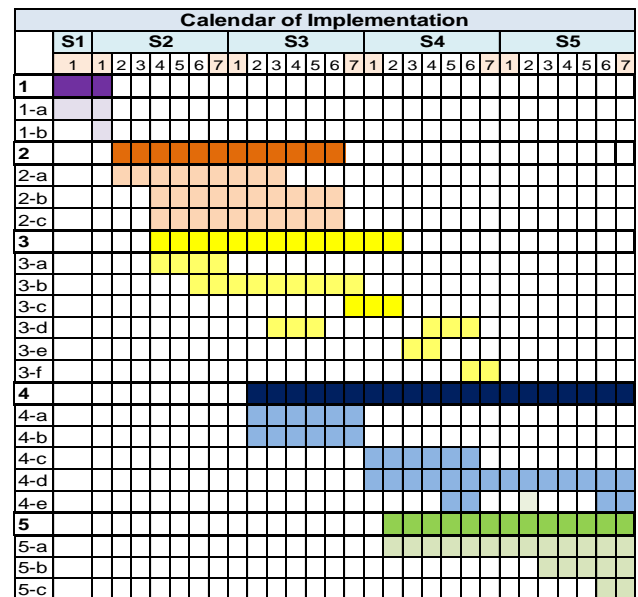 Calendar of Implementation
S1 S2 S3 S4 S5
1 1 2 3 4 5 6 7 1 2 3 4 5 6 7 1 2 3 4 5 6 7 1 2 3 4 5 6 7
1
1-a
1-b
2
2-a
2-b
2-c
3
3-a
3-b
3-c
3-d
3-e
3-f
4
4-a
4-b
4-c
4-d
4-e
5
5-a
5-b
5-c